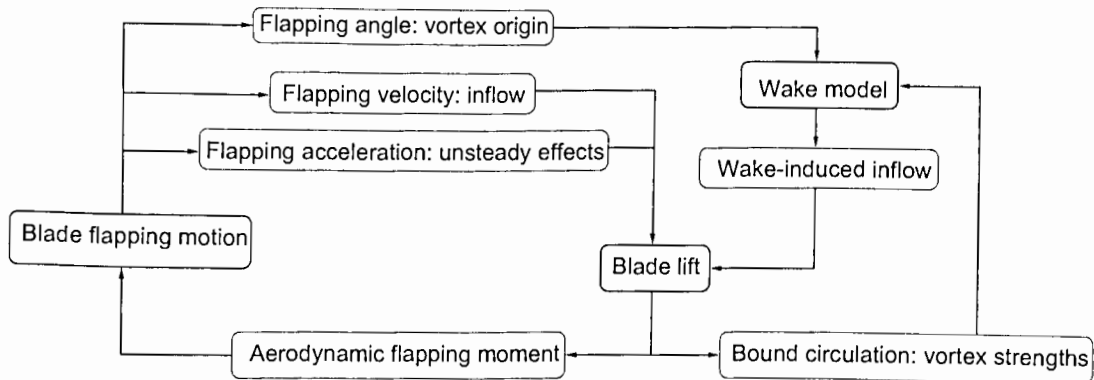 Flapping angle: vortex origin
Wake model
Flapping velocity: inflow
Flapping acceleration: unsteady effects
Wake-induced inflow
Blade flapping motion
Blade lift
Aerodynamic flapping moment
Bound circulation: vortex strengths